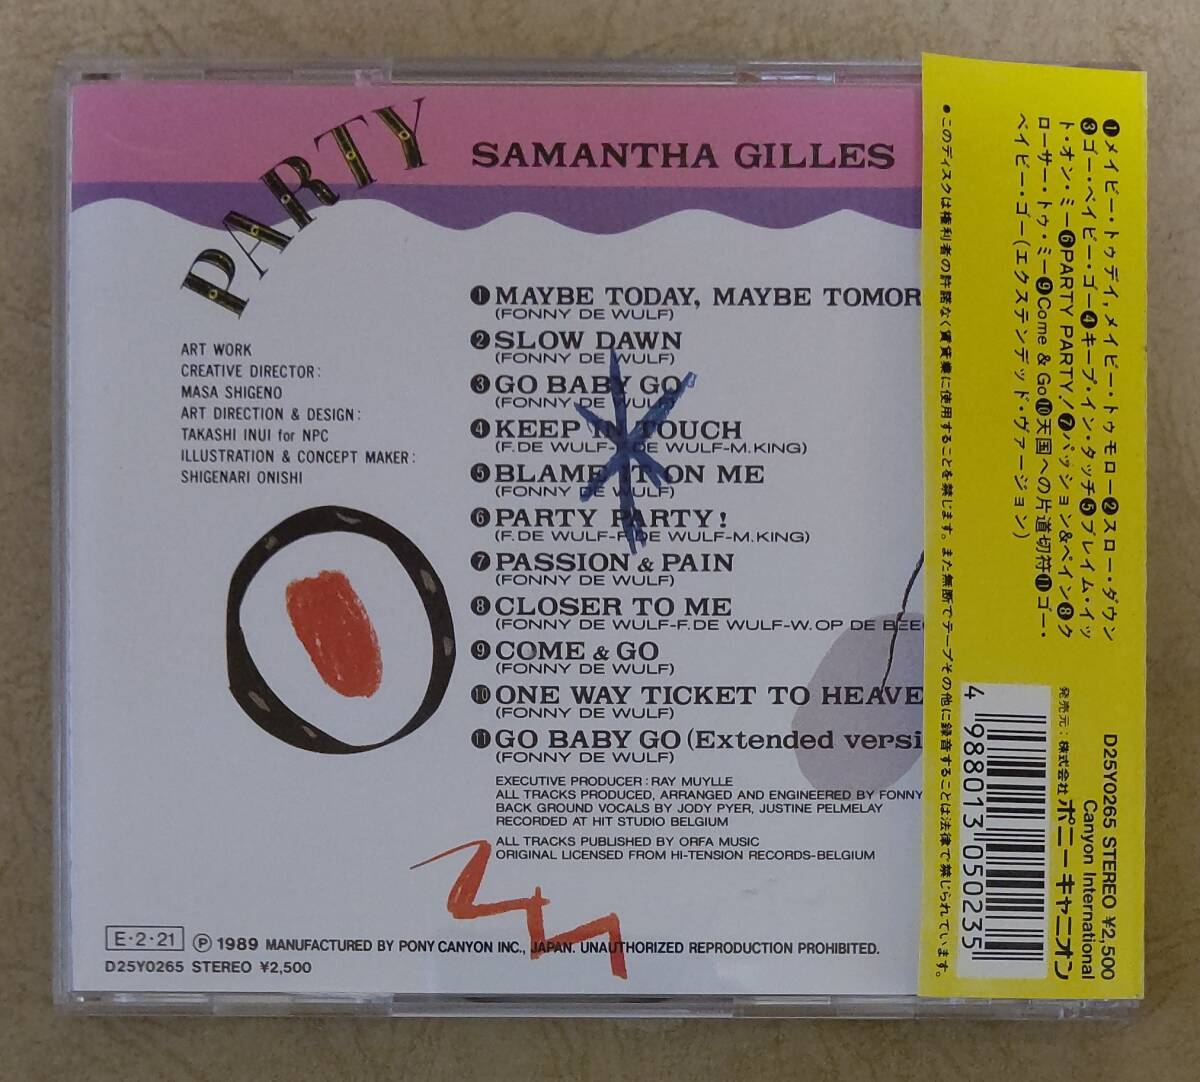 PARTY
SAMANTHA GILLES
ART WORK
CREATIVE DIRECTOR:
MASA SHIGENO
ART DIRECTION & DESIGN:
TAKASHI INUI for NPC
ILLUSTRATION & CONCEPT MAKER:
SHIGENARI ONISHI
❶ MAYBE TODAY, MAYBE TOMOR
(FONNY DE WULF)
❷ SLOW DAWN
(FONNY DE WULF)
❸ GO BABY GO
(FONNY DE WULF)
❹ KEEP IN TOUCH
(F.DE WULF-F.DE WULF-M.KING)
❺ BLAME IT ON ME
(FONNY DE WULF)
❻ PARTY PARTY!
(F.DE WULF-F.DE WULF-M.KING)
❼ PASSION & PAIN
(FONNY DE WULF)
❽ CLOSER TO ME
(FONNY DE WULF-F.DE WULF-W.OP DE BEE
❾ COME & GO
(FONNY DE WULF)
❿ ONE WAY TICKET TO HEAVE
(FONNY DE WULF)
⓫ GO BABY GO (Extended versi
(FONNY DE WULF)
EXECUTIVE PRODUCER : RAY MUYLLE
ALL TRACKS PRODUCED, ARRANGED AND ENGINEERED BY FONNY
BACK GROUND VOCALS BY JODY PYER, JUSTINE PELMELAY
RECORDED AT HIT STUDIO BELGIUM
ALL TRACKS PUBLISHED BY ORFA MUSIC
ORIGINAL LICENSED FROM HI-TENSION RECORDS-BELGIUM
E・2・21 Ⓟ 1989 MANUFACTURED BY PONY CANYON INC., JAPAN. UNAUTHORIZED REPRODUCTION PROHIBITED.
D25Y0265 STEREO ¥2,500
❶メイビー・トゥデイ,メイビー・トゥモロー❷スロー・ダウン
❸ゴー・ベイビー・ゴー❹キープ・イン・タッチ❺ブレイム・イッ
ト・オン・ミー❻PARTY PARTY!❼パッション&ペイン❽ク
ローサー・トゥ・ミー❾Come & Go❿天国への片道切符⓫ゴー・
ベイビー・ゴー(エクステンデッド・ヴァージョン)
●このディスクは権利者の許諾なく賃貸業に使用することを禁じます。また無断でテープその他に録音することは法律で禁じられています。
D25Y0265 STEREO ¥2,500
Canyon International
発売元:株式会社ポニーキャニオン
4 988013 050235